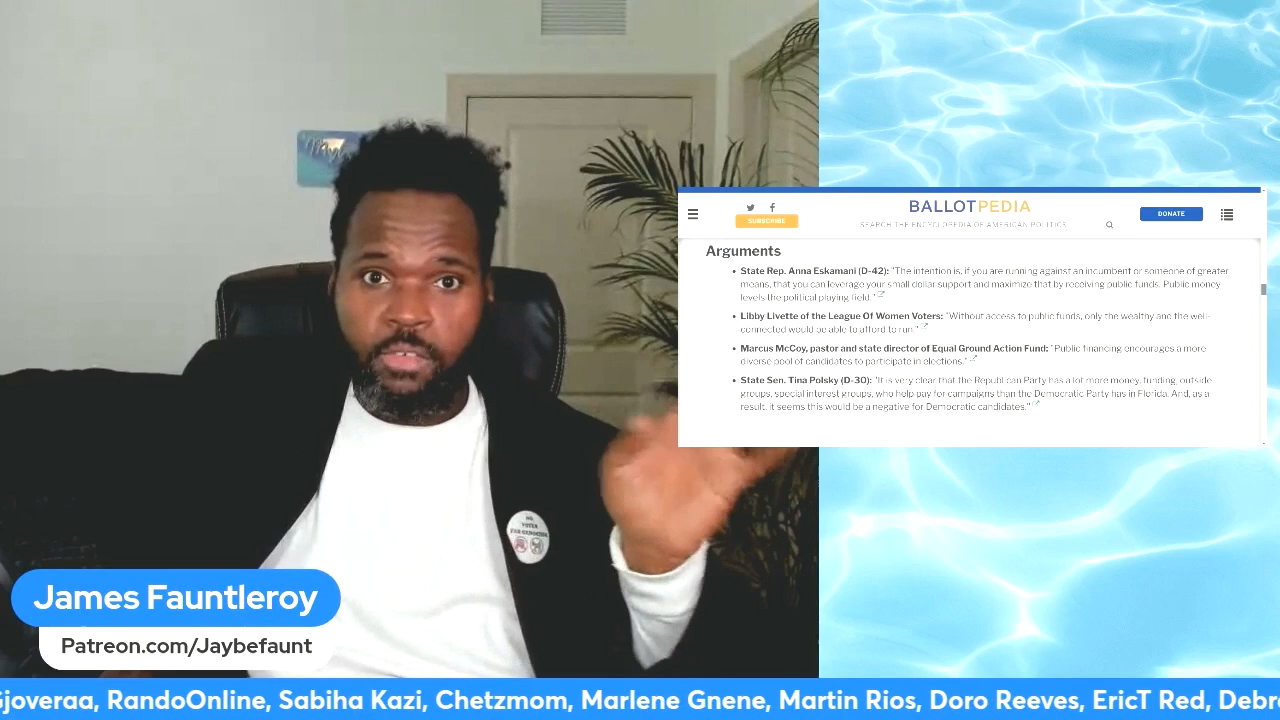 BALLOTPEDIA
SUBSCRIBE
SEARCH THE ENCYCLOPEDIA OF AMERICAN POLITICS
DONATE
Arguments
• State Rep. Anna Eskamani (D-42): "The intention is, if you are running against an incumbent or someone of greater
means, that you can leverage your small dollar support and maximize that by receiving public funds. Public money
levels the political playing field."
• Libby Livette of the League Of Women Voters: "Without access to public funds, only the wealthy and the well-
connected would be able to afford to run."
• Marcus McCoy, pastor and state director of Equal Ground Action Fund: "Public financing encourages a more
diverse pool of candidates to participate in elections."
• State Sen. Tina Polsky (D-30): "It is very clear that the Republican Party has a lot more money, funding, outside
groups, special interest groups, who help pay for campaigns than the Democratic Party has in Florida. And, as a
result, it seems this would be a negative for Democratic candidates."
NO
VOTES
FOR GENOCIDE
James Fauntleroy
Patreon.com/Jaybefaunt
Gjoveraa, RandoOnline, Sabiha Kazi, Chetzmom, Marlene Gnene, Martin Rios, Doro Reeves, EricT Red, Debr